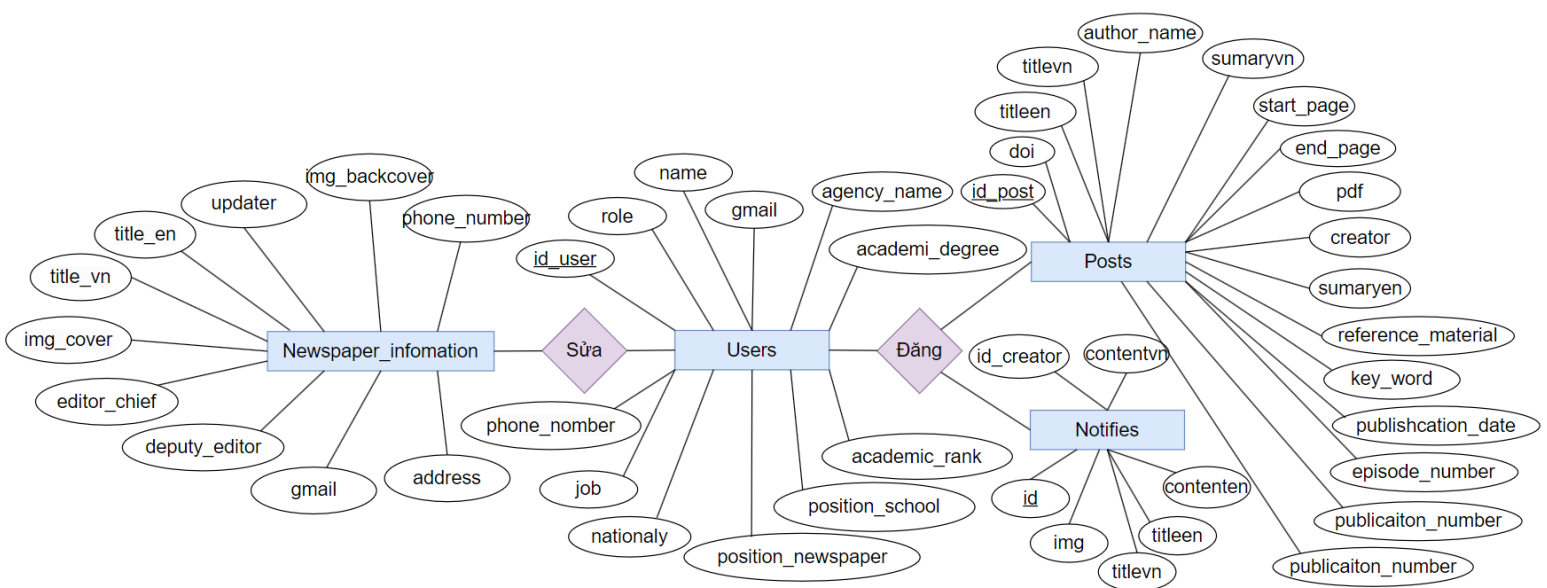 author_name
titlevn
sumaryvn
titleen
start_page
doi
end_page
id_post
pdf
creator
Posts
sumaryen
reference_material
key_word
publishcation_date
episode_number
publicaiton_number
publicaiton_number
img_backcover
updater
phone_number
title_en
title_vn
img_cover
Newspaper_infomation
editor_chief
deputy_editor
gmail
address
Sửa
name
role
gmail
agency_name
id_user
academi_degree
Users
phone_nomber
job
nationaly
position_newspaper
position_school
academic_rank
Đăng
id_creator
contentvn
Notifies
id
img
titlevn
titleen
contenten